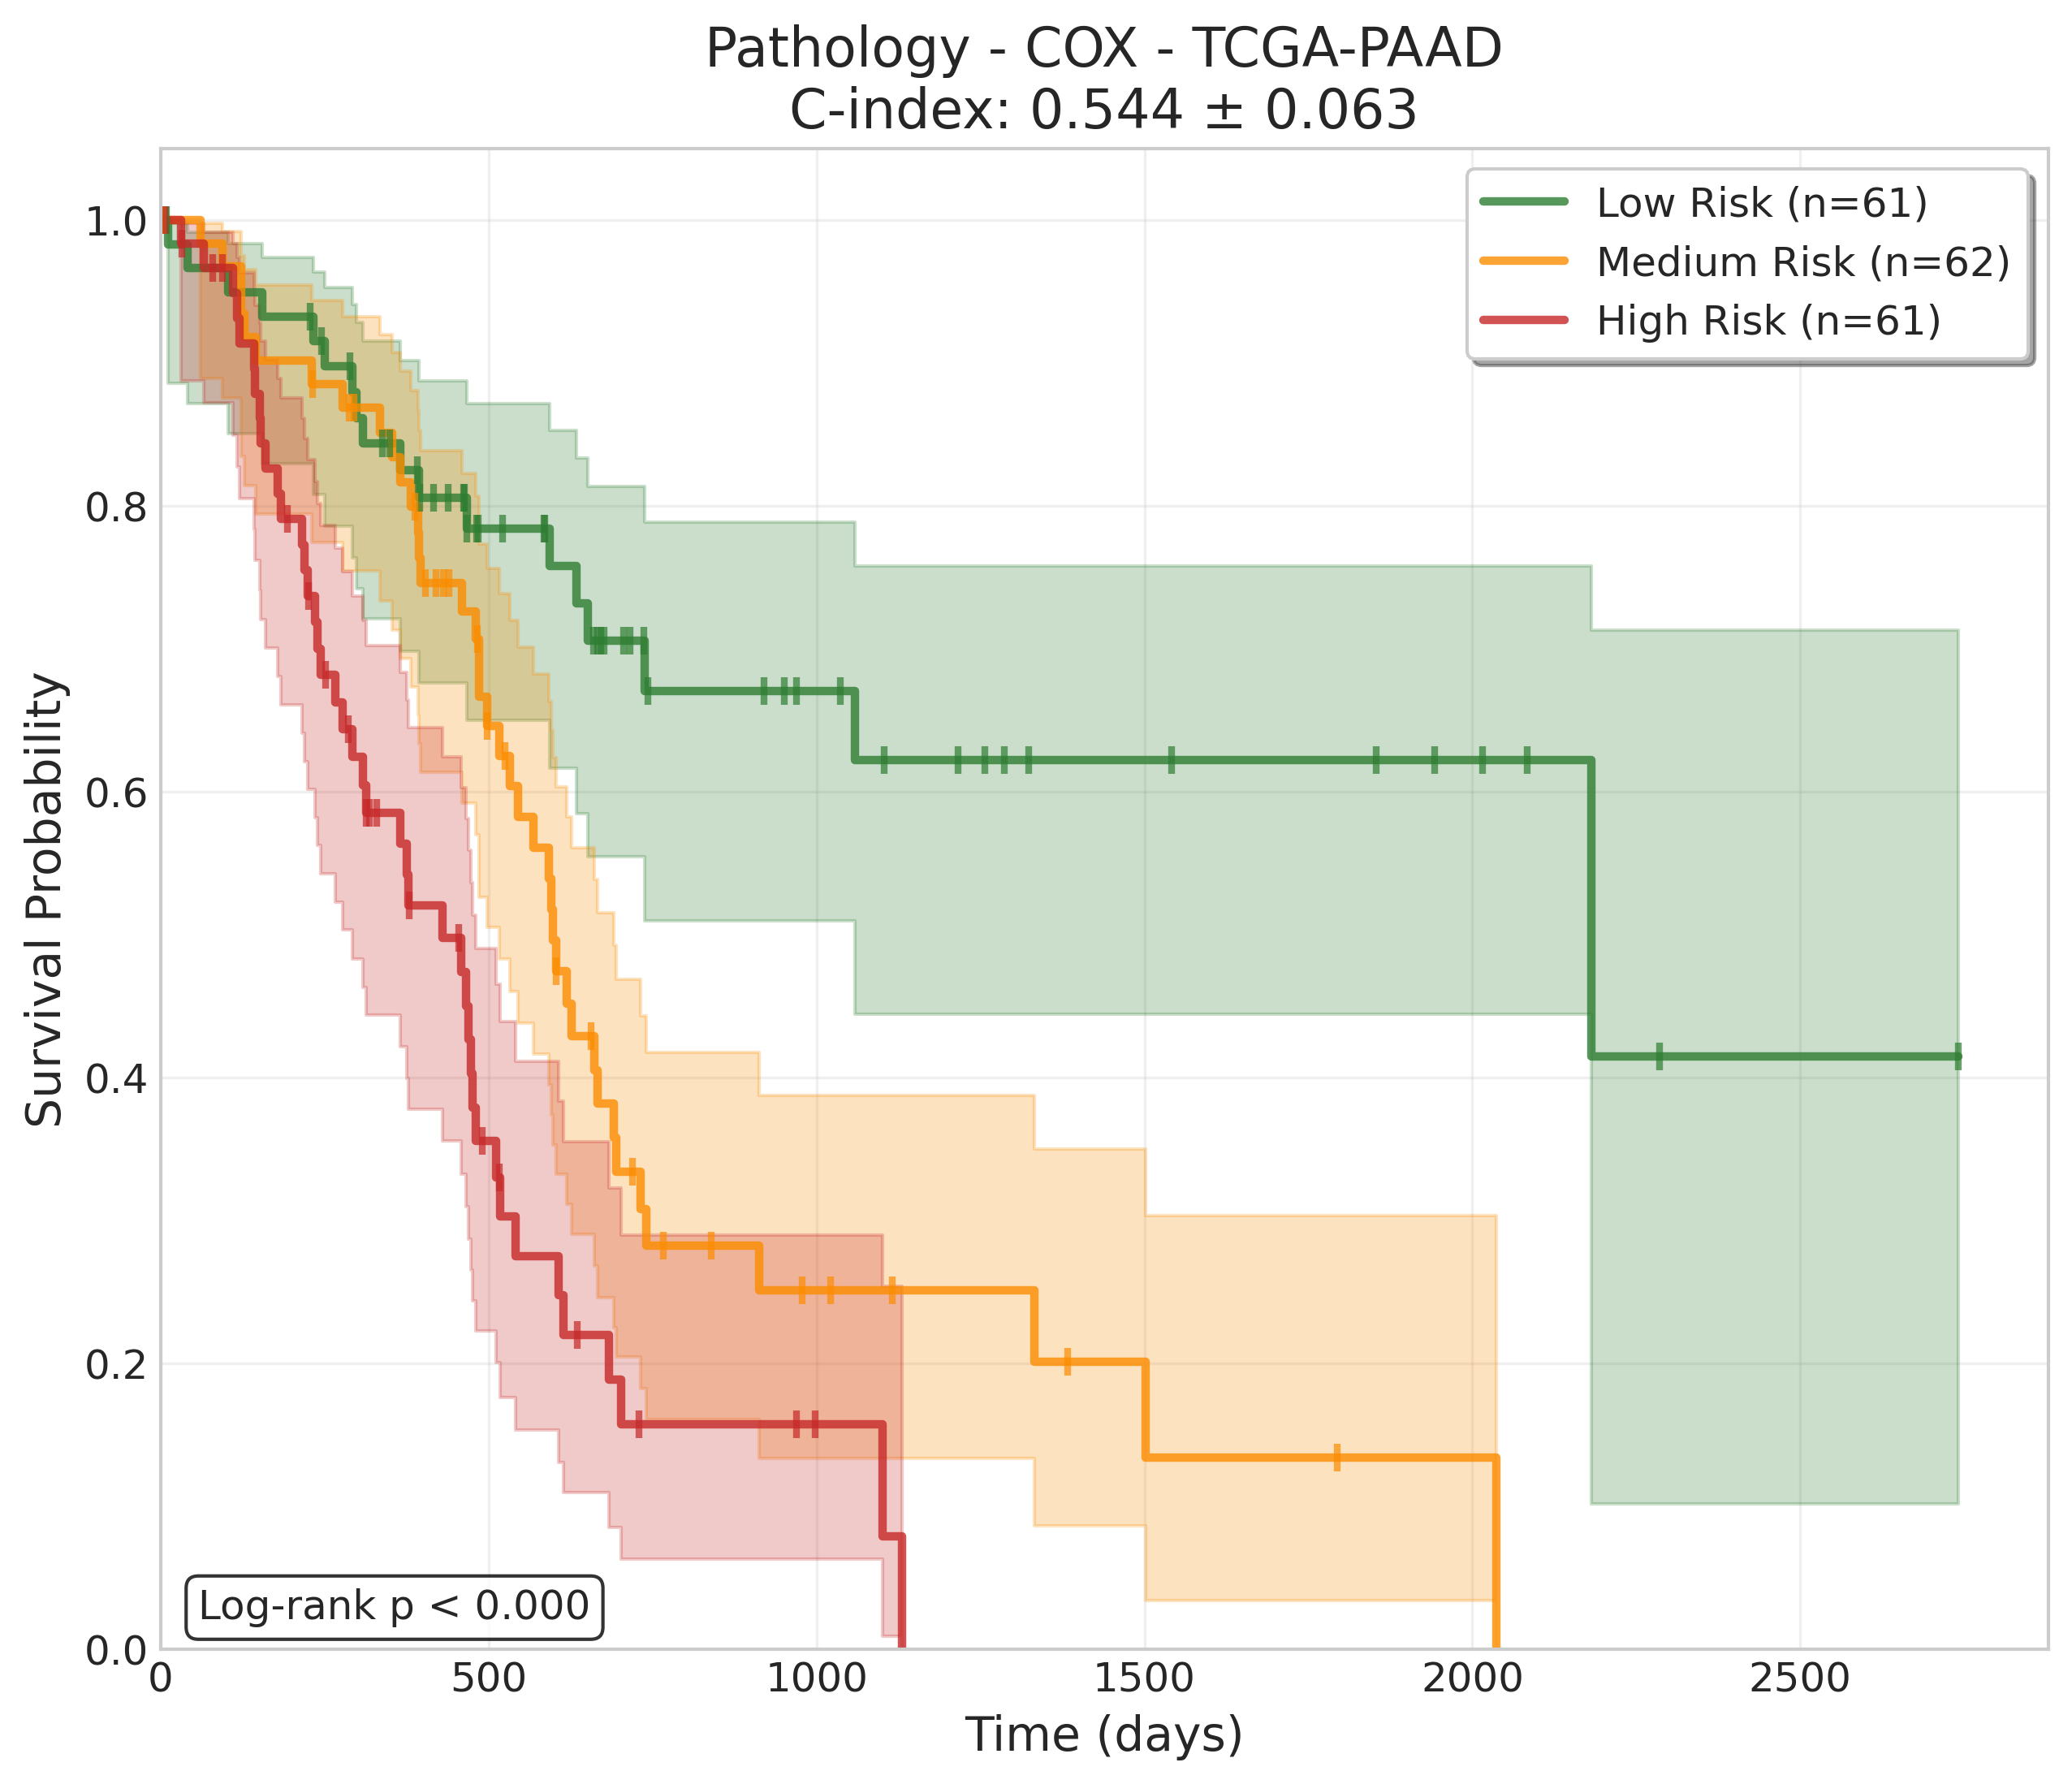 Pathology - COX - TCGA-PAAD
C-index: 0.544 ± 0.063
Low Risk (n=61)
Medium Risk (n=62)
High Risk (n=61)
Survival Probability
1.0
0.8
0.6
0.4
0.2
0.0
Log-rank p < 0.000
0
500
1000
1500
2000
2500
Time (days)